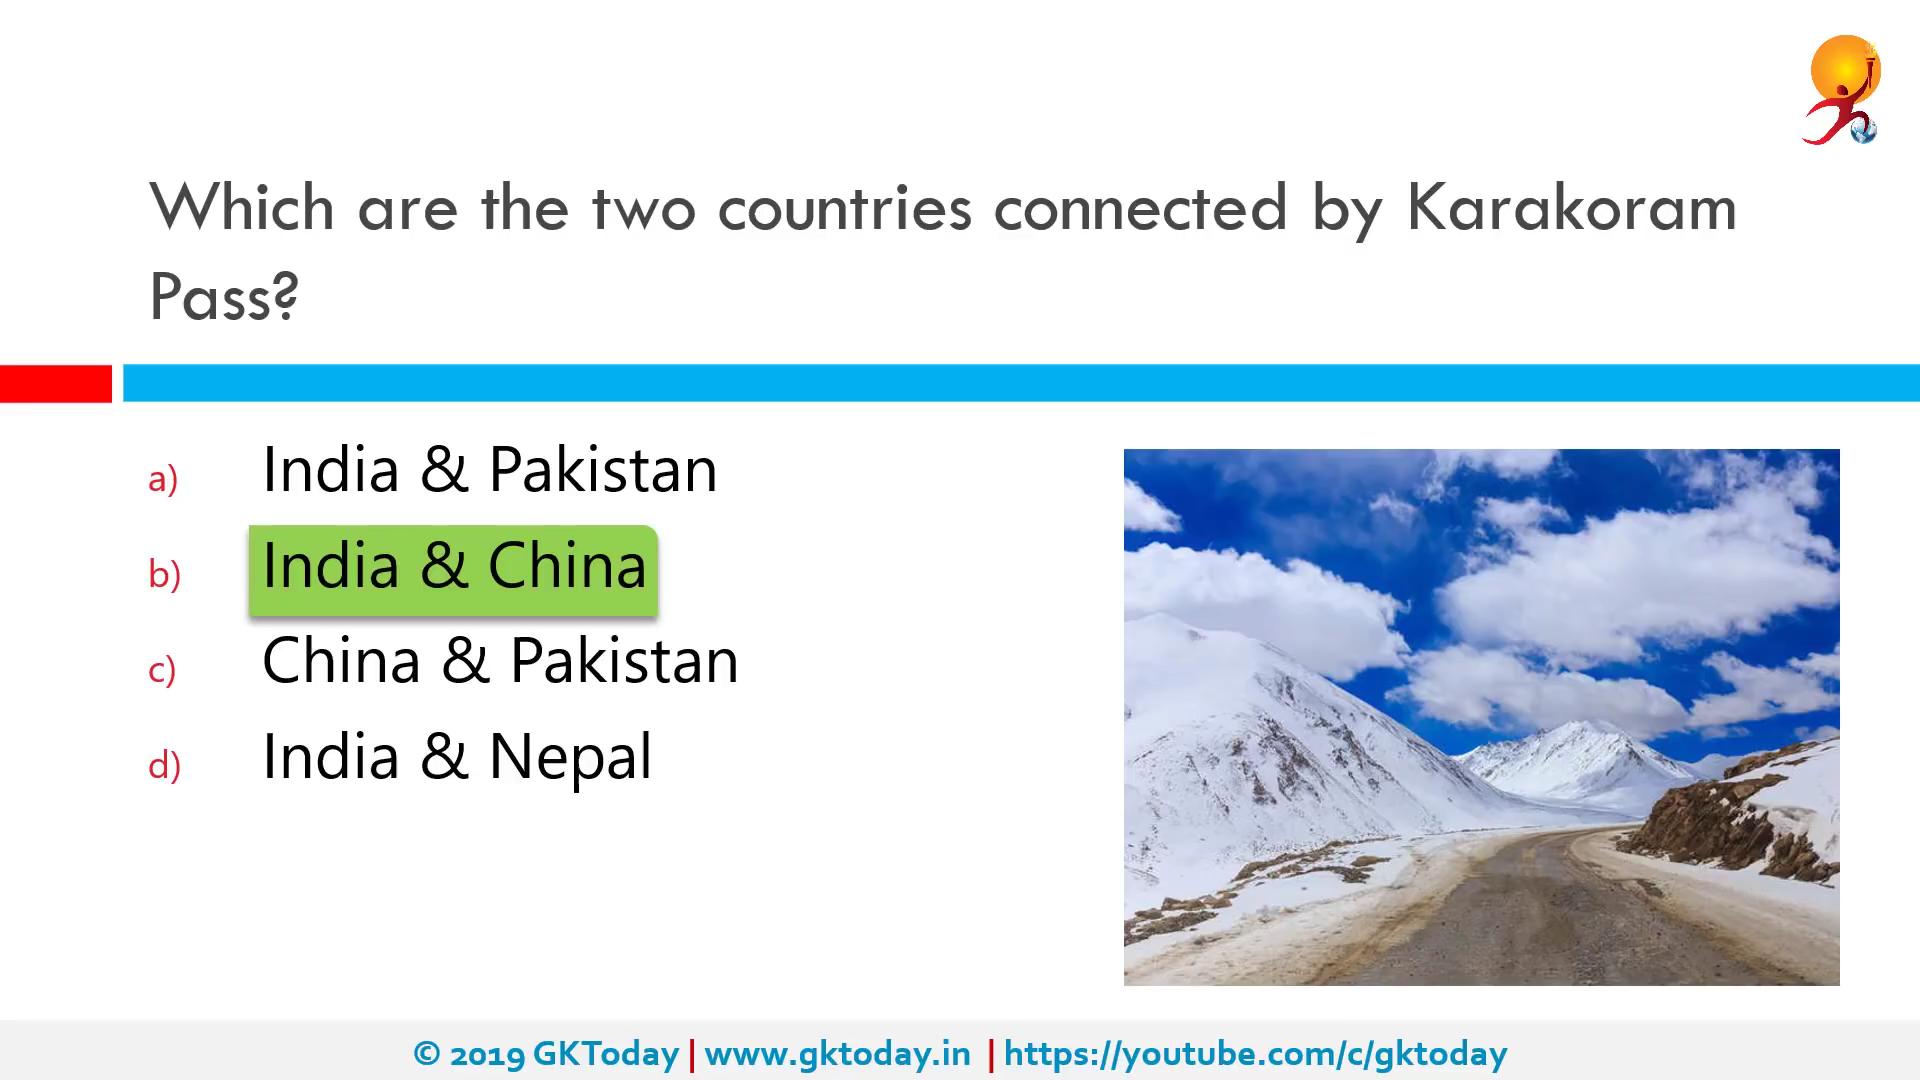 Which are the two countries connected by Karakoram
Pass?
a) India & Pakistan
b) India & China
c) China & Pakistan
d) India & Nepal
© 2019 GKToday | www.gktoday.in | https://youtube.com/c/gktoday